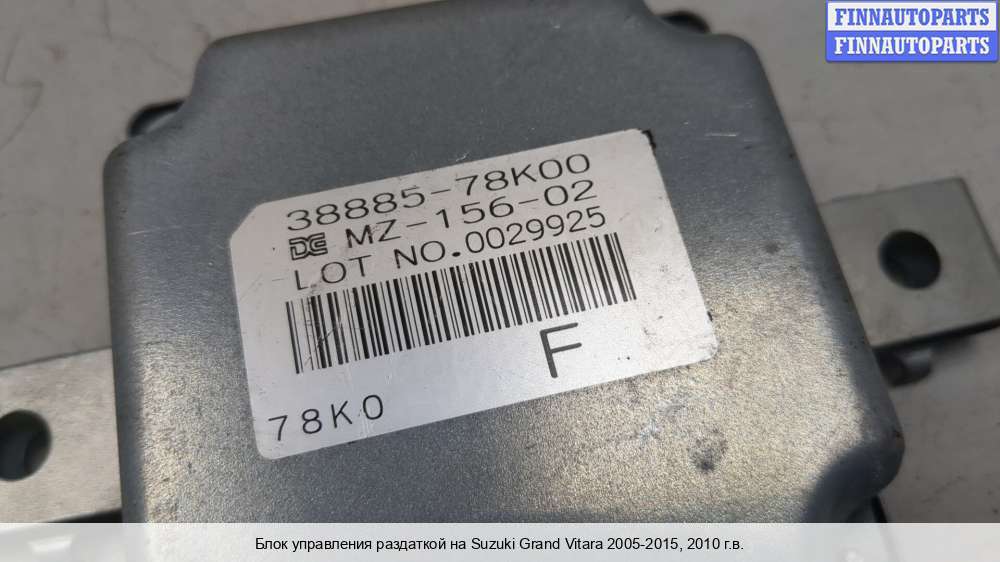 FINNAUTOPARTS
FINNAUTOPARTS
38885-78K00
DE MZ-156-02
LOT NO.0029925
F
78K0
Блок управления раздаткой на Suzuki Grand Vitara 2005-2015, 2010 г.в.